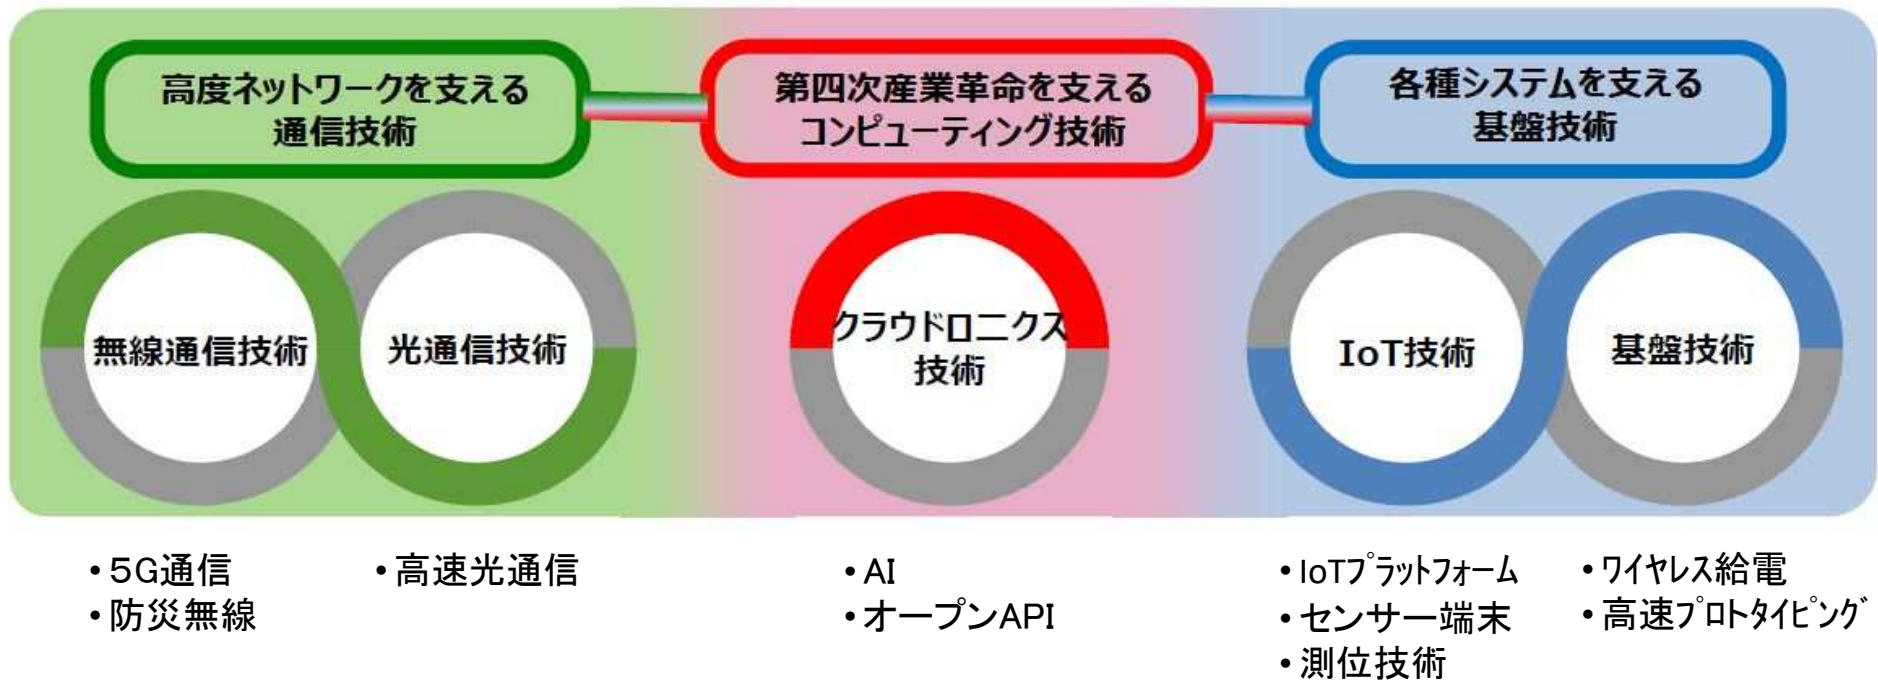 高度ネットワークを支える
通信技術
第四次産業革命を支える
コンピューティング技術
各種システムを支える
基盤技術
無線通信技術
光通信技術
クラウドロニクス
技術
IoT技術
基盤技術
•5G通信
•防災無線
•高速光通信
•AI
•オープンAPI
•IoTﾌﾟﾗｯﾄﾌｫｰﾑ
•センサー端末
•測位技術
•ﾜｲﾔﾚｽ給電
•高速ﾌﾟﾛﾄﾀｲﾋﾟﾝｸﾞ